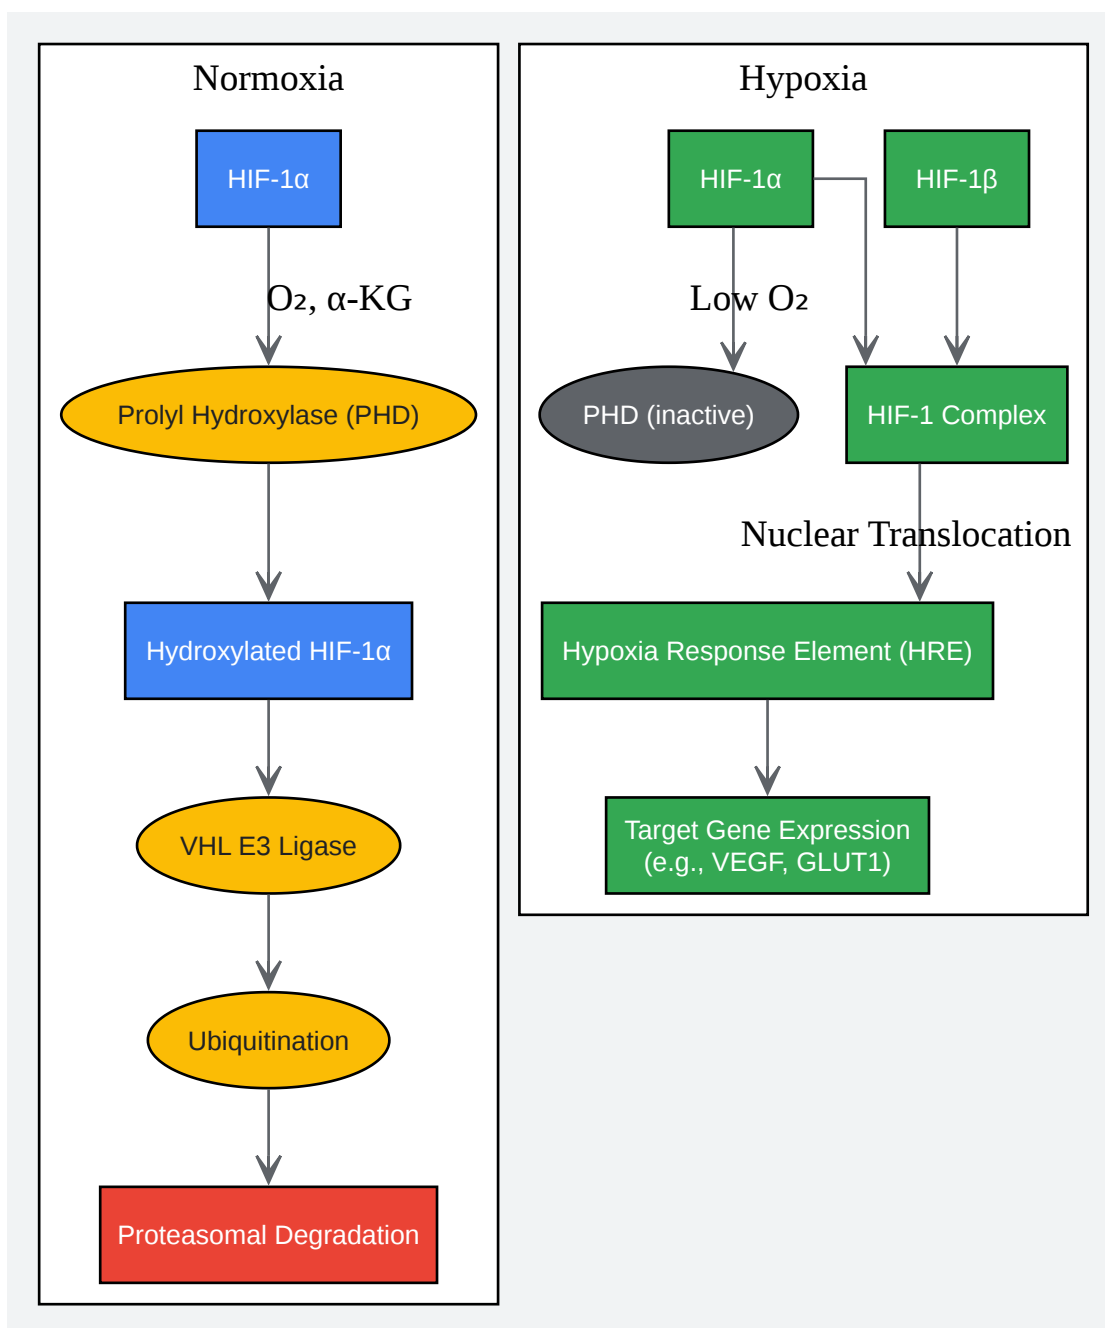 Normoxia
HIF-1α
O₂, α-KG
Prolyl Hydroxylase (PHD)
Hydroxylated HIF-1α
VHL E3 Ligase
Ubiquitination
Proteasomal Degradation
Hypoxia
HIF-1α
HIF-1β
Low O₂
PHD (inactive)
HIF-1 Complex
Nuclear Translocation
Hypoxia Response Element (HRE)
Target Gene Expression
(e.g., VEGF, GLUT1)